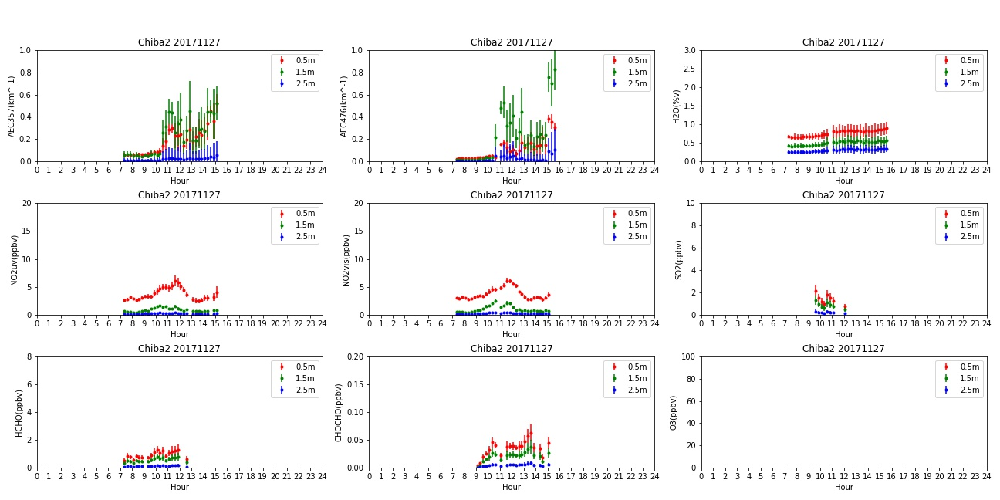 Chiba2 20171127
AEC357(km^-1)
1.0
0.8
0.6
0.4
0.2
0.0
0.5m
1.5m
2.5m
0 1 2 3 4 5 6 7 8 9 10 11 12 13 14 15 16 17 18 19 20 21 22 23 24
Hour
Chiba2 20171127
AEC476(km^-1)
1.0
0.8
0.6
0.4
0.2
0.0
0.5m
1.5m
2.5m
0 1 2 3 4 5 6 7 8 9 10 11 12 13 14 15 16 17 18 19 20 21 22 23 24
Hour
Chiba2 20171127
H2O(%v)
3.0
2.5
2.0
1.5
1.0
0.5
0.0
0.5m
1.5m
2.5m
0 1 2 3 4 5 6 7 8 9 10 11 12 13 14 15 16 17 18 19 20 21 22 23 24
Hour
Chiba2 20171127
NO2uv(ppbv)
20
15
10
5
0
0.5m
1.5m
2.5m
0 1 2 3 4 5 6 7 8 9 10 11 12 13 14 15 16 17 18 19 20 21 22 23 24
Hour
Chiba2 20171127
NO2vis(ppbv)
20
15
10
5
0
0.5m
1.5m
2.5m
0 1 2 3 4 5 6 7 8 9 10 11 12 13 14 15 16 17 18 19 20 21 22 23 24
Hour
Chiba2 20171127
SO2(ppbv)
10
8
6
4
2
0
0.5m
1.5m
2.5m
0 1 2 3 4 5 6 7 8 9 10 11 12 13 14 15 16 17 18 19 20 21 22 23 24
Hour
Chiba2 20171127
HCHO(ppbv)
8
6
4
2
0
0.5m
1.5m
2.5m
0 1 2 3 4 5 6 7 8 9 10 11 12 13 14 15 16 17 18 19 20 21 22 23 24
Hour
Chiba2 20171127
CHOCHO(ppbv)
0.20
0.15
0.10
0.05
0.00
0.5m
1.5m
2.5m
0 1 2 3 4 5 6 7 8 9 10 11 12 13 14 15 16 17 18 19 20 21 22 23 24
Hour
Chiba2 20171127
O3(ppbv)
100
80
60
40
20
0
0.5m
1.5m
2.5m
0 1 2 3 4 5 6 7 8 9 10 11 12 13 14 15 16 17 18 19 20 21 22 23 24
Hour